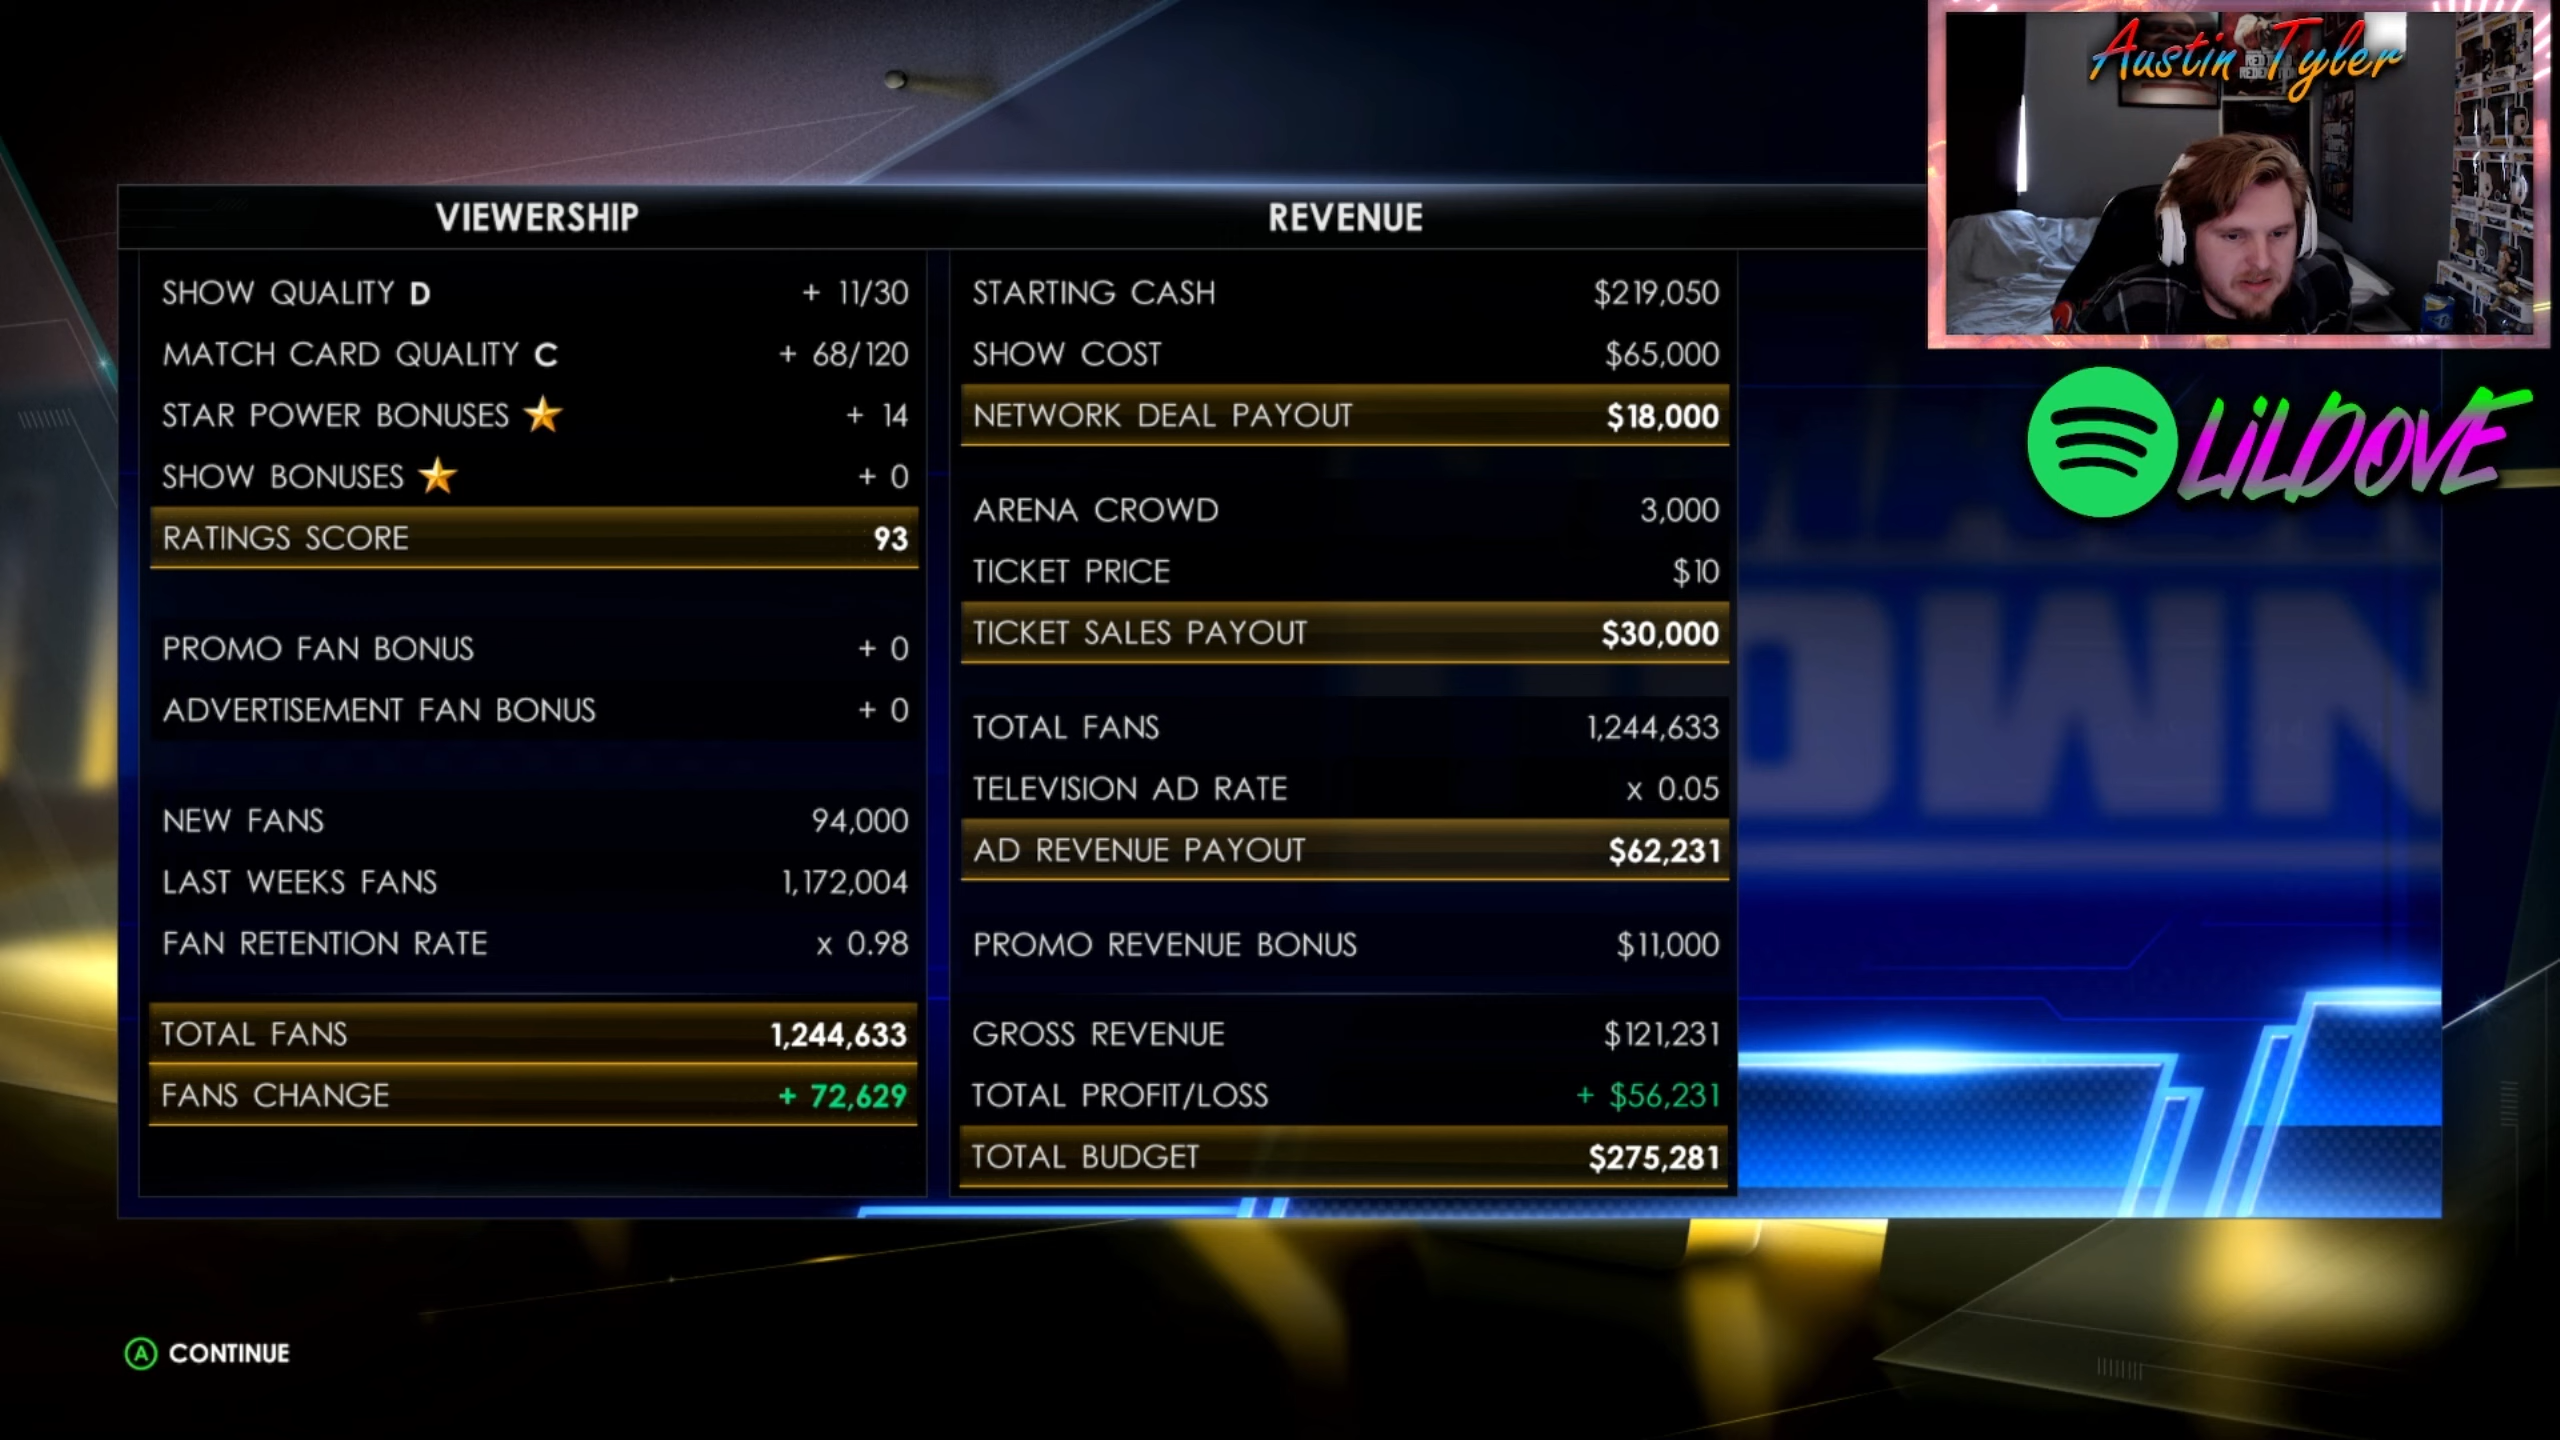 Austin Tyler
LiLDOVE
VIEWERSHIP
SHOW QUALITY D + 11/30
MATCH CARD QUALITY C + 68/120
STAR POWER BONUSES + 14
SHOW BONUSES + 0
RATINGS SCORE 93
PROMO FAN BONUS + 0
ADVERTISEMENT FAN BONUS + 0
NEW FANS 94,000
LAST WEEKS FANS 1,172,004
FAN RETENTION RATE x 0.98
TOTAL FANS 1,244,633
FANS CHANGE + 72,629
REVENUE
STARTING CASH $219,050
SHOW COST $65,000
NETWORK DEAL PAYOUT $18,000
ARENA CROWD 3,000
TICKET PRICE $10
TICKET SALES PAYOUT $30,000
TOTAL FANS 1,244,633
TELEVISION AD RATE x 0.05
AD REVENUE PAYOUT $62,231
PROMO REVENUE BONUS $11,000
GROSS REVENUE $121,231
TOTAL PROFIT/LOSS + $56,231
TOTAL BUDGET $275,281
OWN
A CONTINUE